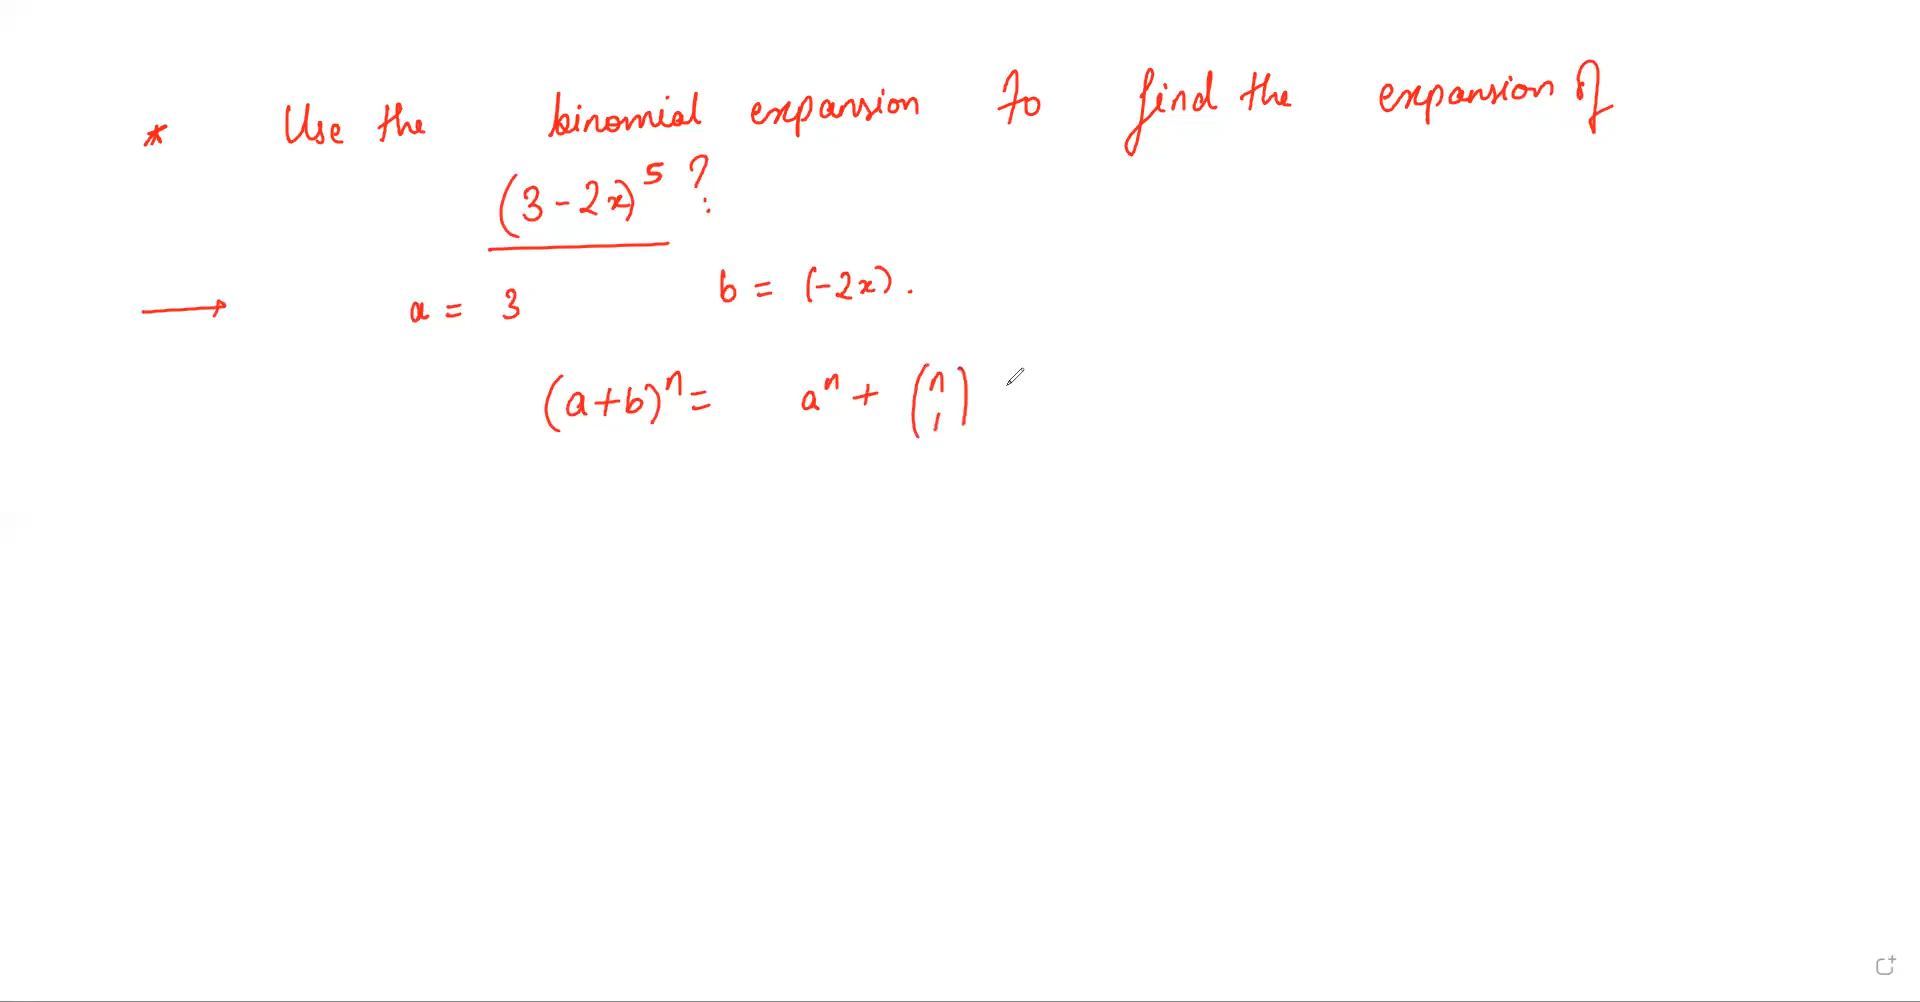 * Use the binomial expansion to find the expansion of
(3-2x)^5 ?
⟶ a = 3 b = (-2x).
(a+b)^n = a^n + (n 1)